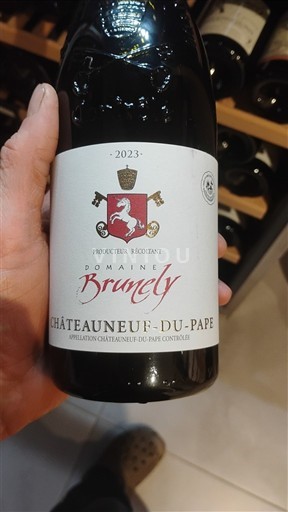 · 2023 ·
PRODUCTEUR RÉCOLTANT
DOMAINE
Brunely
CHÂTEAUNEUF-DU-PAPE
APPELLATION CHÂTEAUNEUF-DU-PAPE CONTRÔLÉE